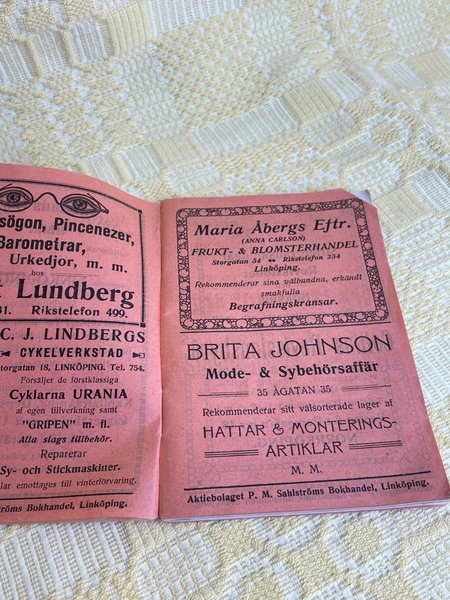 Pincenezer,
Barometrar,
Urkedjor, m. m.
hos
Lundberg
Rikstelefon 499.
C. J. LINDBERGS
CYKELVERKSTAD
Storgatan 18, LINKÖPING. Tel. 754.
Försäljer de förstklassiga
Cyklarna URANIA
af egen tillverkning samt
"GRIPEN" m. fl.
Alla slags tillbehör.
Reparerar
Sy- och Stickmaskiner.
emottages till vinterförvaring.
Bokhandel, Linköping.
Maria Åbergs Eftr.
(ANNA CARLSON)
FRUKT- & BLOMSTERHANDEL
Storgatan 54 Rikstelefon 354
Linköping.
Rekommenderar sina välbundna, erkändt
smakfulla
Begrafningskransar.
BRITA JOHNSON
Mode- & Sybehörsaffär
35 ÅGATAN 35
Rekommenderar sitt välsorterade lager af
HATTAR & MONTERINGS-
ARTIKLAR
M. M.
Aktiebolaget P. M. Sahlströms Bokhandel, Linköping.